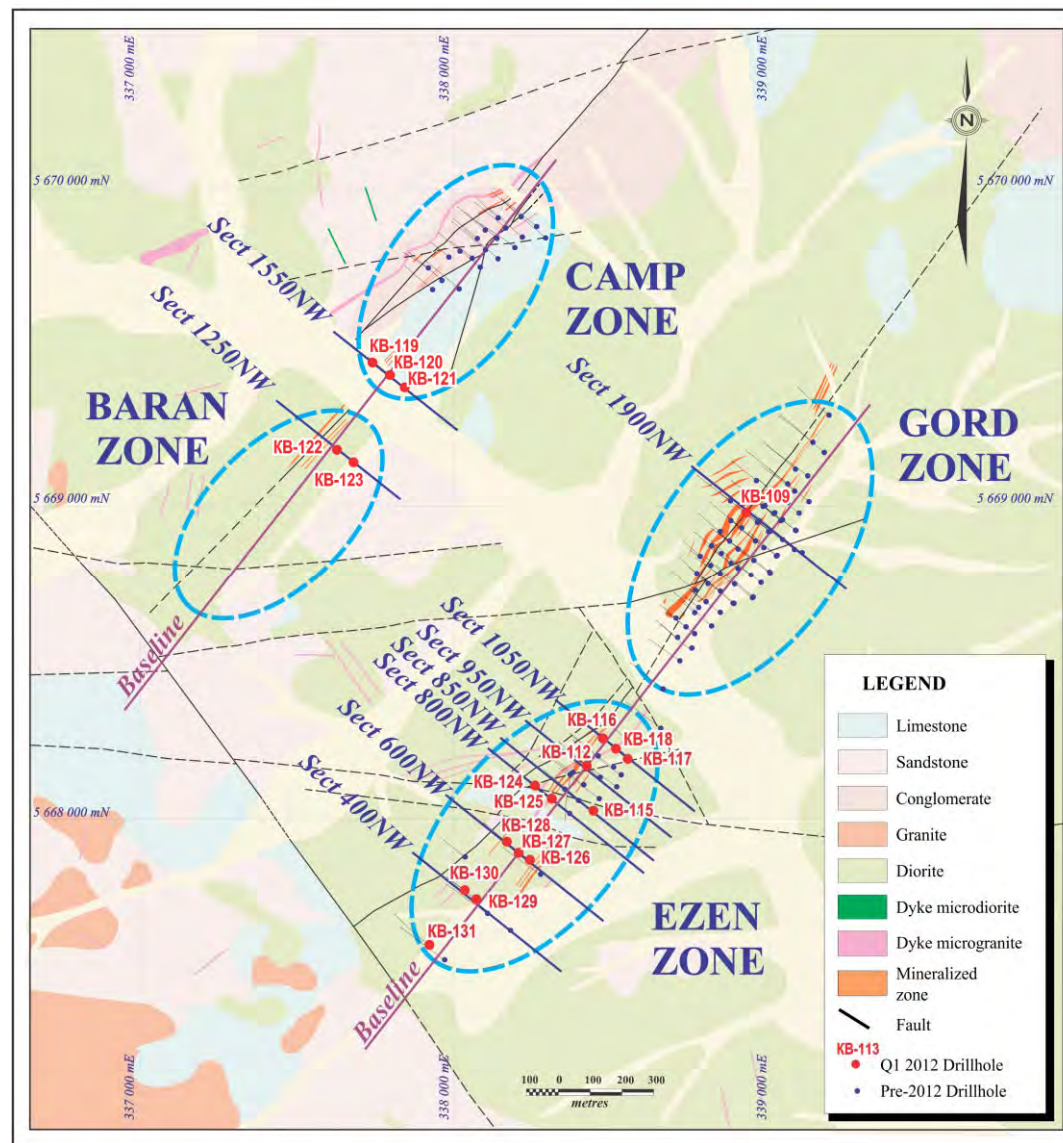 337 000 mE
338 000 mE
339 000 mE
N
5 670 000 mN
5 670 000 mN
Sect 1550NW
CAMP
ZONE
Sect 1250NW
KB-119
KB-120
KB-121
Sect 1900NW
BARAN
ZONE
GORD
ZONE
KB-122
KB-123
5 669 000 mN
5 669 000 mN
KB-109
Baseline
Sect 1050NW
Sect 950NW
Sect 850NW
Sect 800NW
Sect 600NW
Sect 400NW
KB-116
KB-118
KB-112
KB-117
KB-124
KB-125
KB-115
5 668 000 mN
KB-128
KB-127
KB-126
KB-130
KB-129
KB-131
EZEN
ZONE
Baseline
LEGEND
Limestone
Sandstone
Conglomerate
Granite
Diorite
Dyke microdiorite
Dyke microgranite
Mineralized
zone
Fault
KB-113
Q1 2012 Drillhole
Pre-2012 Drillhole
100 0 100 200 300
metres
337 000 mE
338 000 mE
339 000 mE